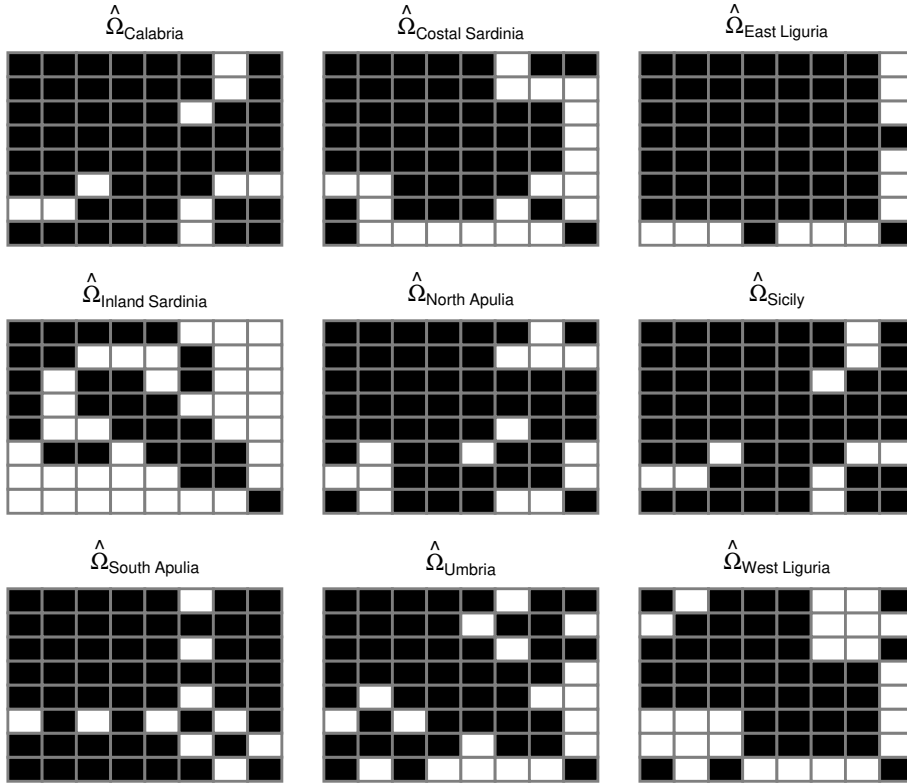 Ω̂Calabria
Ω̂Costal Sardinia
Ω̂East Liguria
Ω̂Inland Sardinia
Ω̂North Apulia
Ω̂Sicily
Ω̂South Apulia
Ω̂Umbria
Ω̂West Liguria